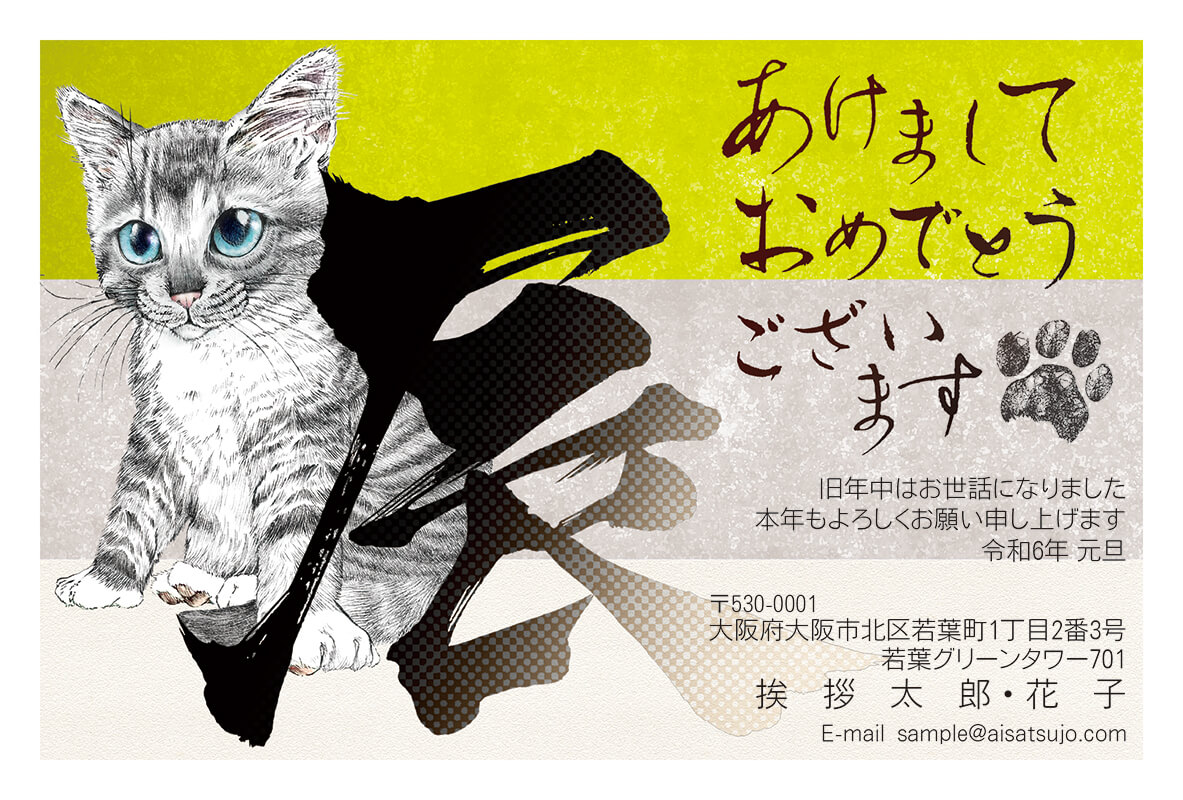 あけまして
おめでとう
ござい
ます
辰
旧年中はお世話になりました
本年もよろしくお願い申し上げます
令和6年 元旦
〒530-0001
大阪府大阪市北区若葉町1丁目2番3号
若葉グリーンタワー701
挨 拶 太 郎・花 子
E-mail sample@aisatsujo.com